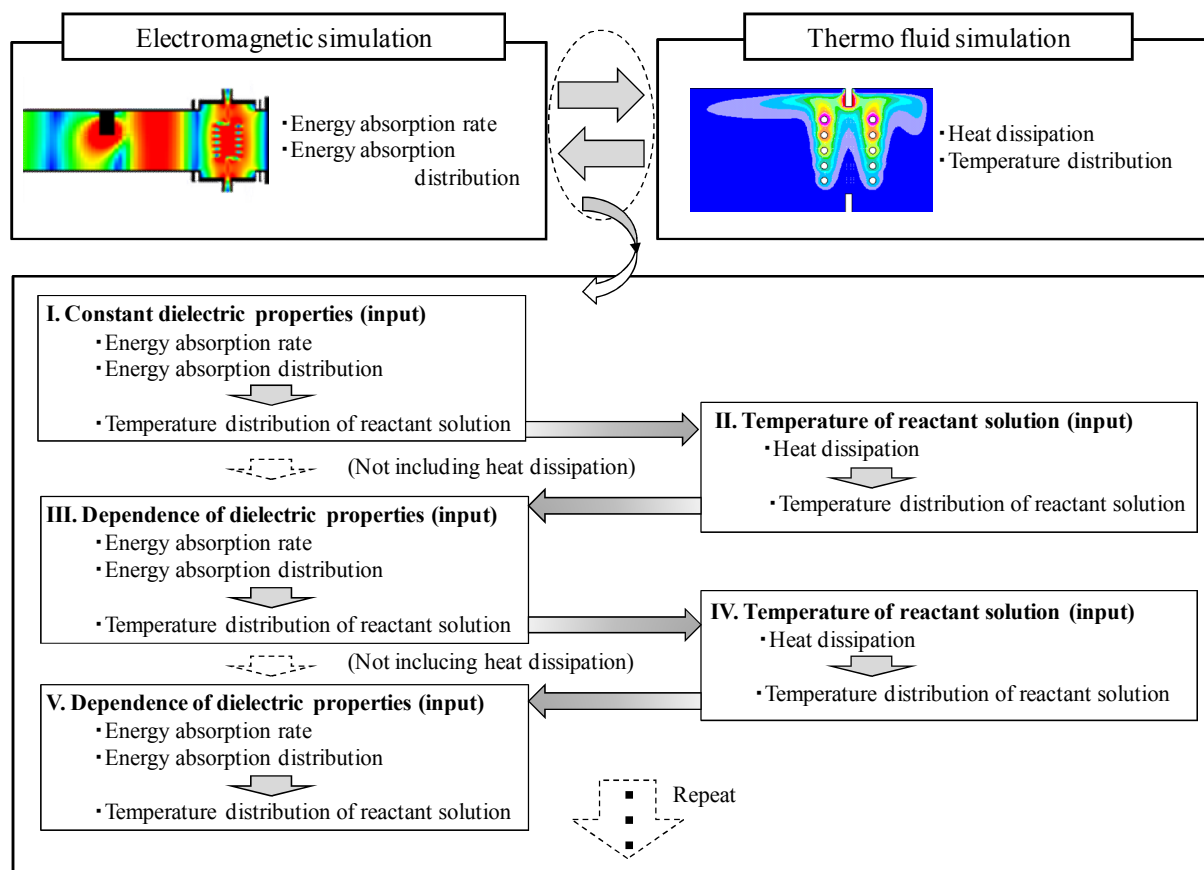 Electromagnetic simulation
・Energy absorption rate
・Energy absorption
distribution
Thermo fluid simulation
・Heat dissipation
・Temperature distribution
I. Constant dielectric properties (input)
・Energy absorption rate
・Energy absorption distribution
・Temperature distribution of reactant solution
(Not including heat dissipation)
II. Temperature of reactant solution (input)
・Heat dissipation
・Temperature distribution of reactant solution
III. Dependence of dielectric properties (input)
・Energy absorption rate
・Energy absorption distribution
・Temperature distribution of reactant solution
(Not inclucing heat dissipation)
IV. Temperature of reactant solution (input)
・Heat dissipation
・Temperature distribution of reactant solution
V. Dependence of dielectric properties (input)
・Energy absorption rate
・Energy absorption distribution
・Temperature distribution of reactant solution
Repeat